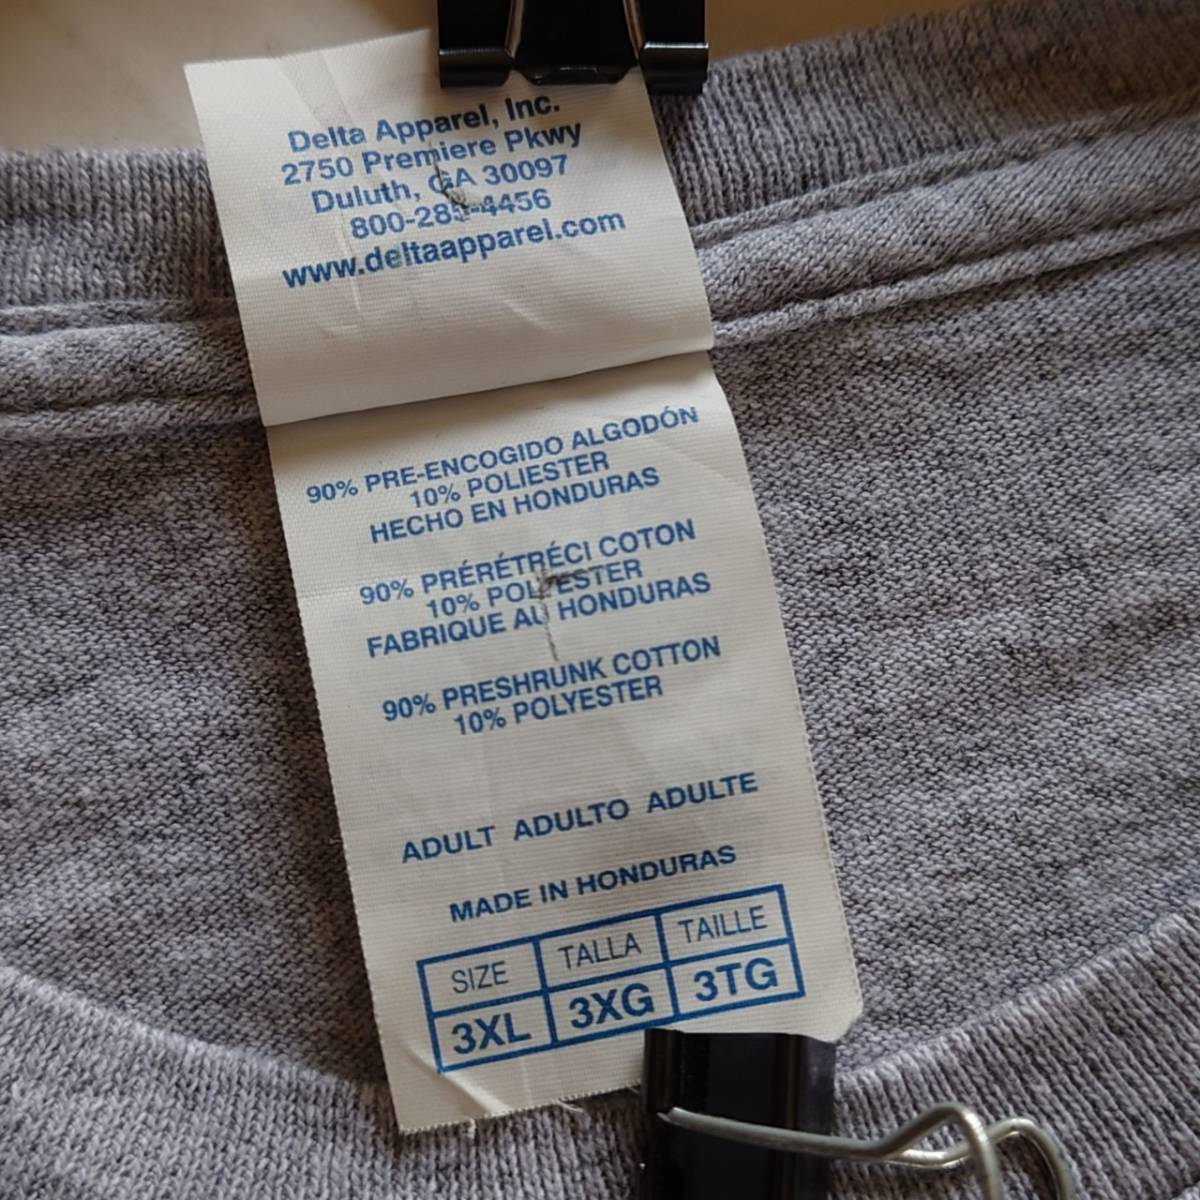 Delta Apparel, Inc.
2750 Premiere Pkwy
Duluth, GA 30097
www.deltaapparel.com
90% PRE-ENCOGIDO ALGODÓN
10% POLIESTER
HECHO EN HONDURAS
90% PRÉRÉTRÉCI COTON
10% POLYESTER
FABRIQUE AU HONDURAS
90% PRESHRUNK COTTON
10% POLYESTER
ADULT ADULTO ADULTE
MADE IN HONDURAS
SIZE TALLA TAILLE
3XL 3XG 3TG